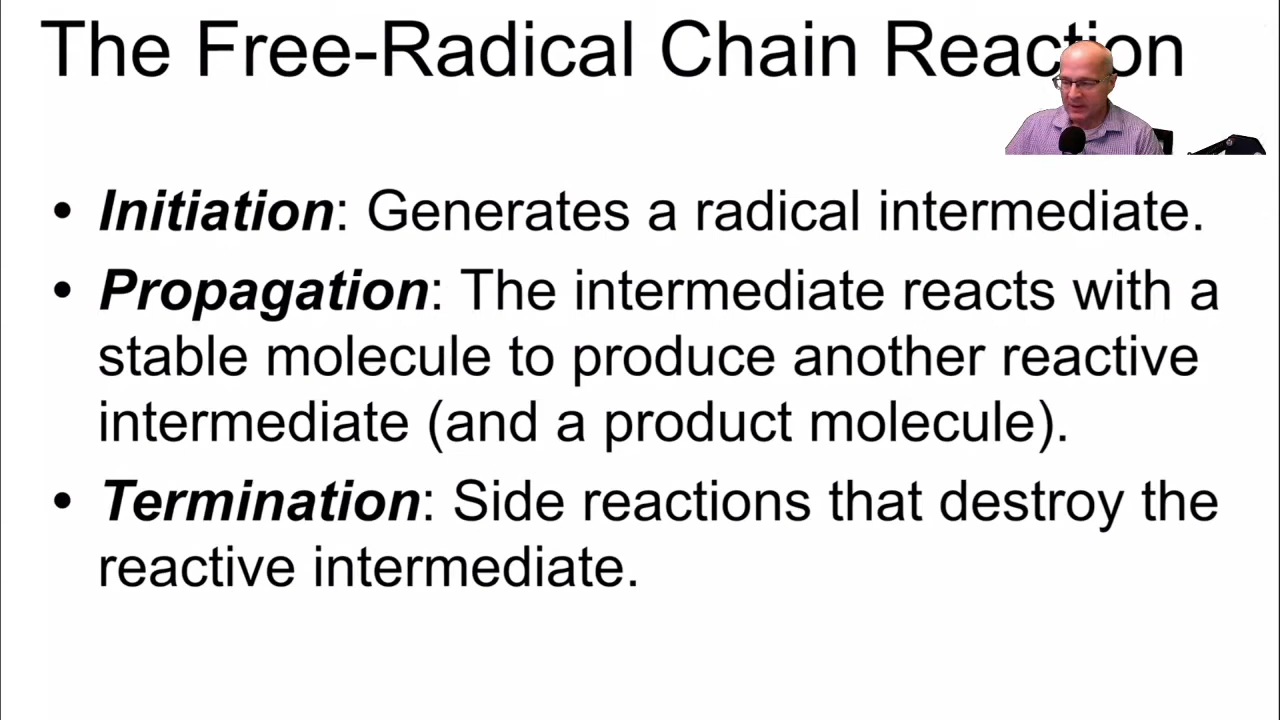 The Free-Radical Chain Reaction
• Initiation: Generates a radical intermediate.
• Propagation: The intermediate reacts with a
stable molecule to produce another reactive
intermediate (and a product molecule).
• Termination: Side reactions that destroy the
reactive intermediate.